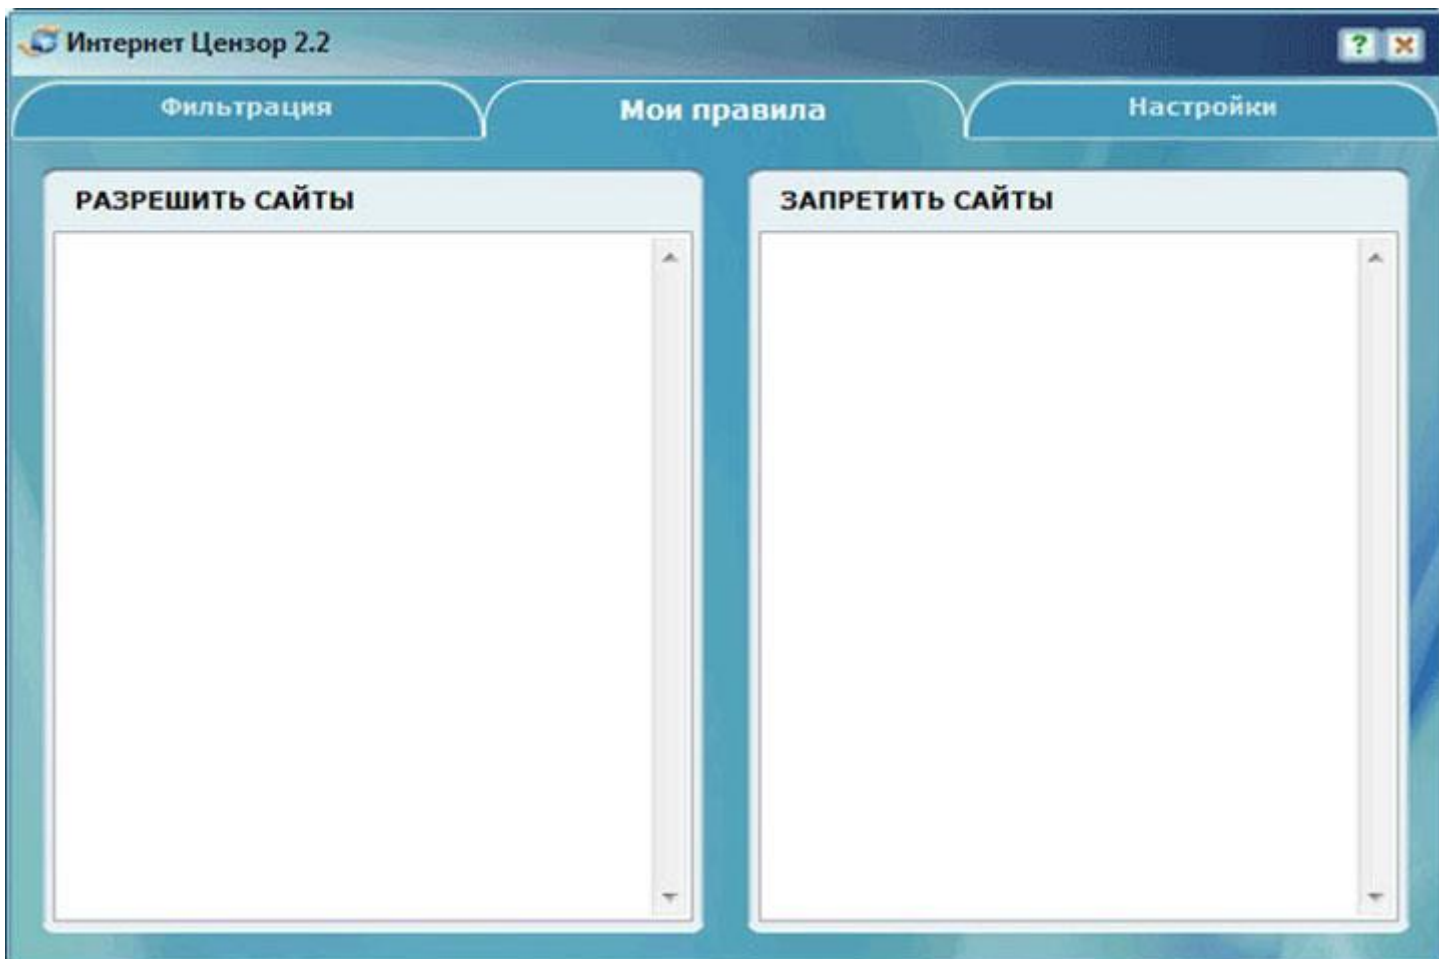 Интернет Цензор 2.2
?
Фильтрация
Мои правила
Настройки
РАЗРЕШИТЬ САЙТЫ
ЗАПРЕТИТЬ САЙТЫ